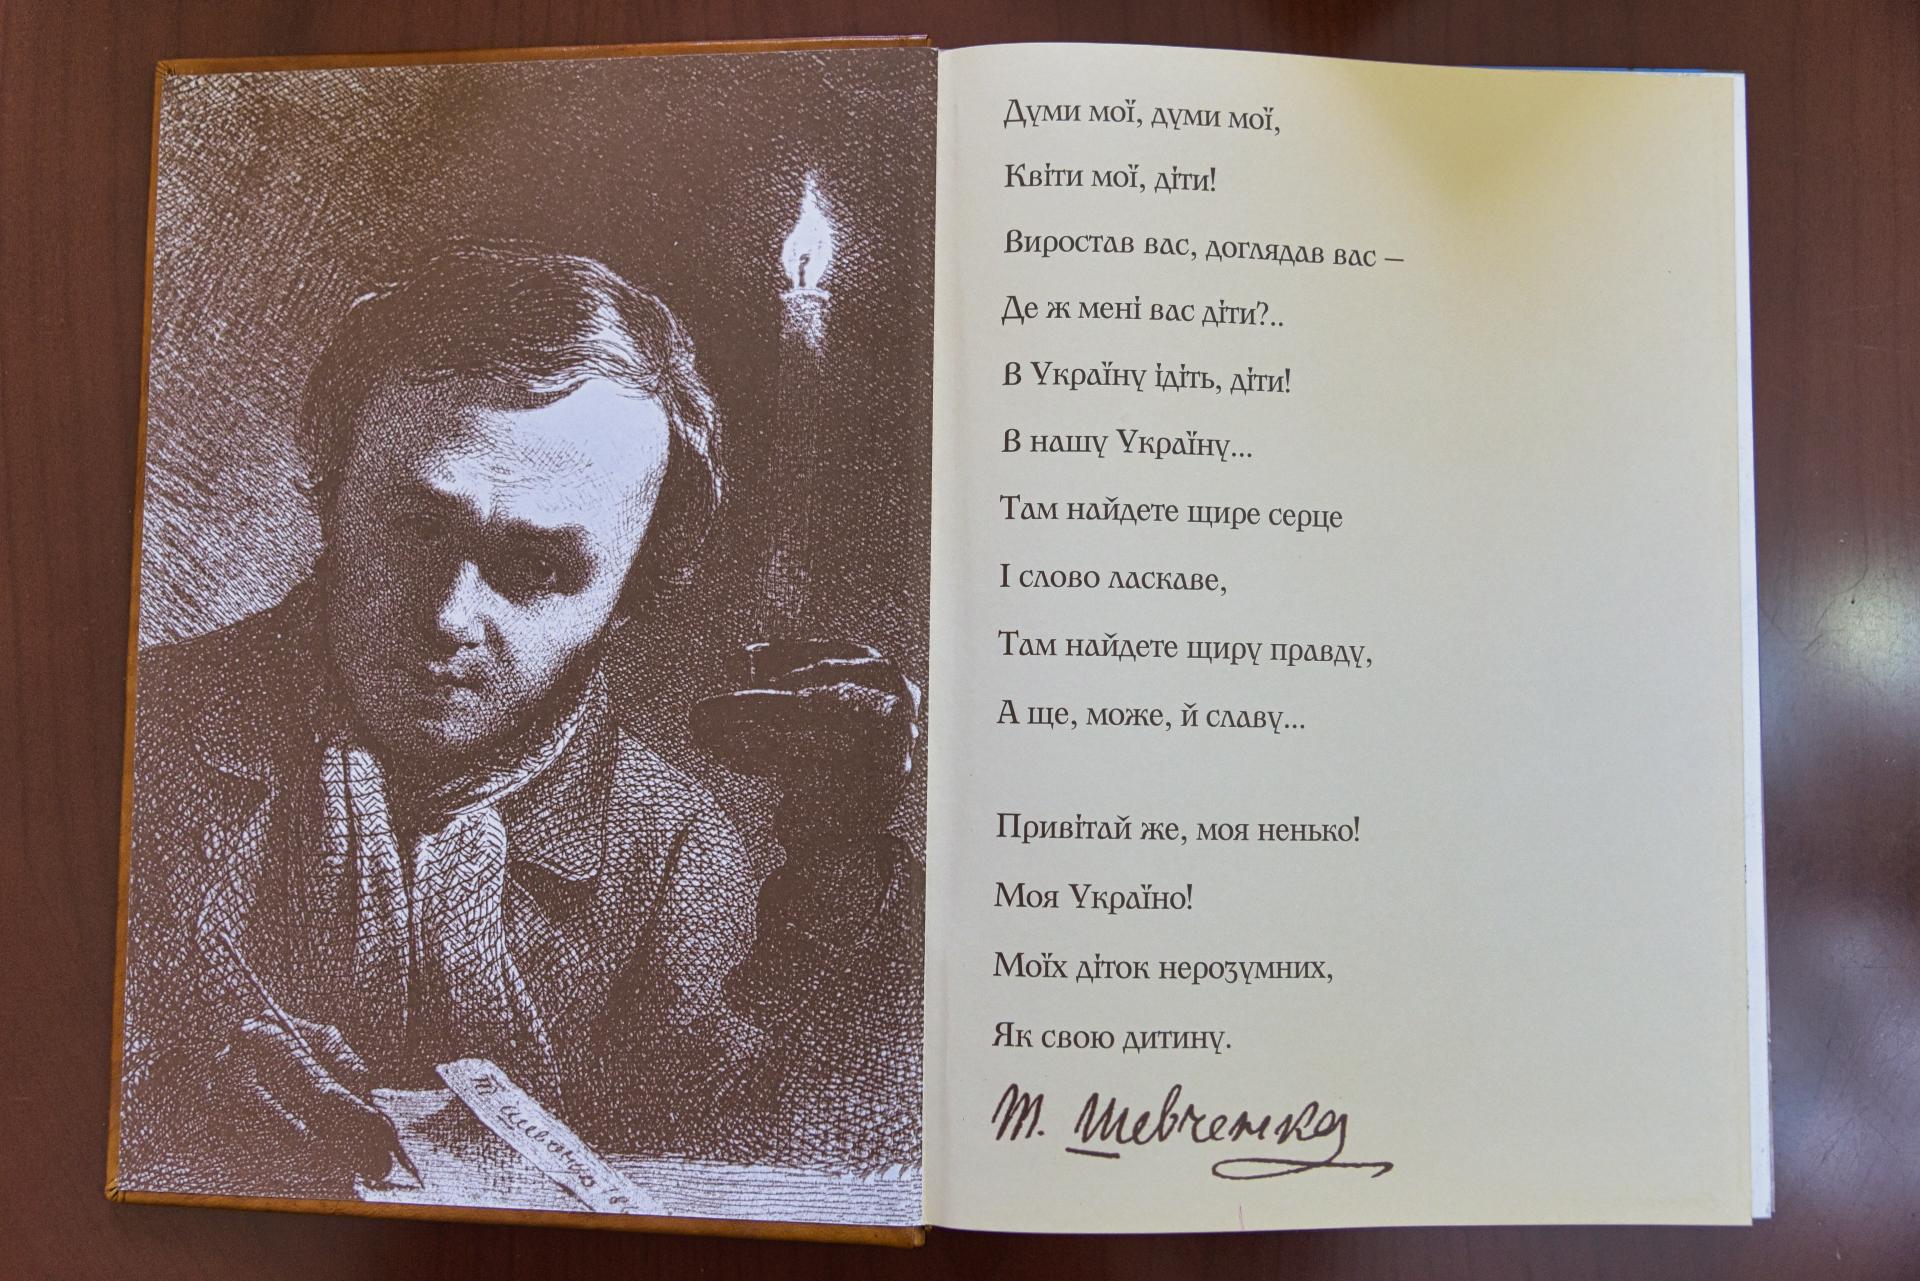 Думи мої, думи мої,
Квіти мої, діти!
Виростав вас, доглядав вас –
Де ж мені вас діти?..
В Україну ідіть, діти!
В нашу Україну...
Там найдете щире серце
І слово ласкаве,
Там найдете щиру правду,
А ще, може, й славу...
Привітай же, моя ненько!
Моя Україно!
Моїх діток нерозумних,
Як свою дитину.
Т. Шевченко